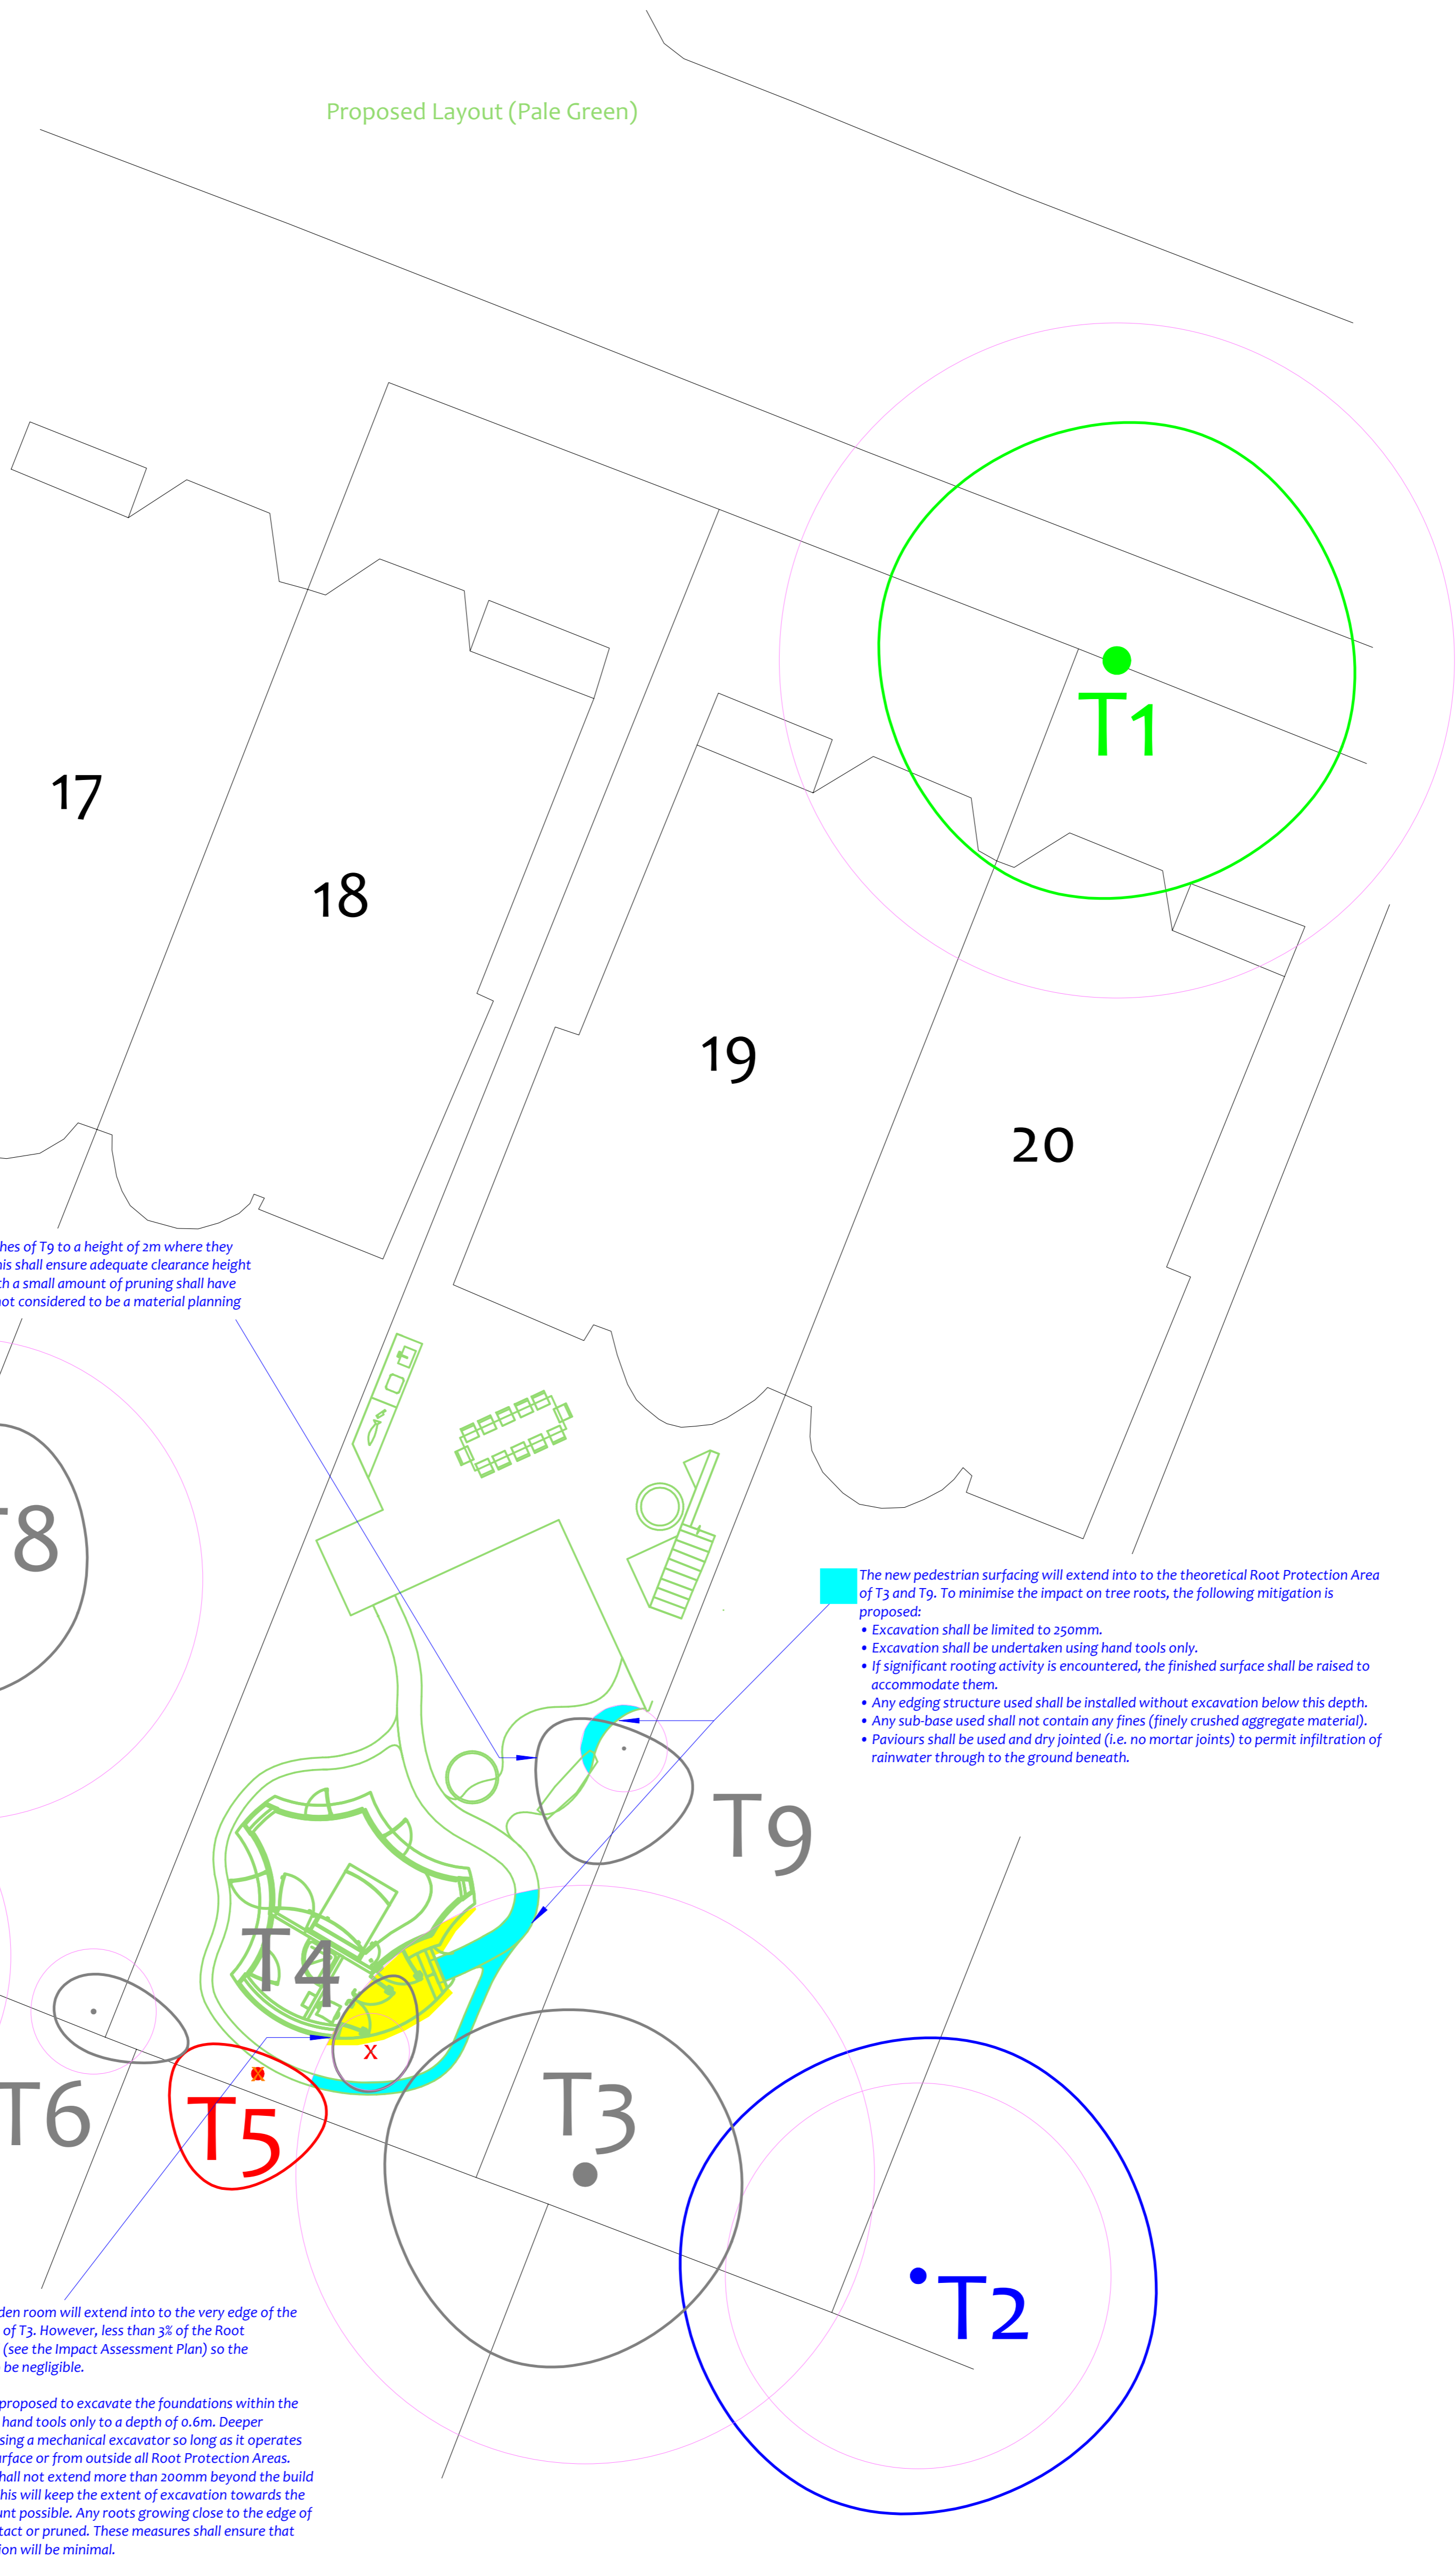 Proposed Layout (Pale Green)
T1
17
18
19
20
hes of T9 to a height of 2m where they
his shall ensure adequate clearance height
th a small amount of pruning shall have
not considered to be a material planning
T8
The new pedestrian surfacing will extend into to the theoretical Root Protection Area
of T3 and T9. To minimise the impact on tree roots, the following mitigation is
proposed:
• Excavation shall be limited to 250mm.
• Excavation shall be undertaken using hand tools only.
• If significant rooting activity is encountered, the finished surface shall be raised to
accommodate them.
• Any edging structure used shall be installed without excavation below this depth.
• Any sub-base used shall not contain any fines (finely crushed aggregate material).
• Paviours shall be used and dry jointed (i.e. no mortar joints) to permit infiltration of
rainwater through to the ground beneath.
T9
T4
x
x
T6
T5
T3
T2
den room will extend into to the very edge of the
of T3. However, less than 3% of the Root
(see the Impact Assessment Plan) so the
be negligible.
proposed to excavate the foundations within the
hand tools only to a depth of 0.6m. Deeper
sing a mechanical excavator so long as it operates
rface or from outside all Root Protection Areas.
hall not extend more than 200mm beyond the build
his will keep the extent of excavation towards the
unt possible. Any roots growing close to the edge of
tact or pruned. These measures shall ensure that
ion will be minimal.